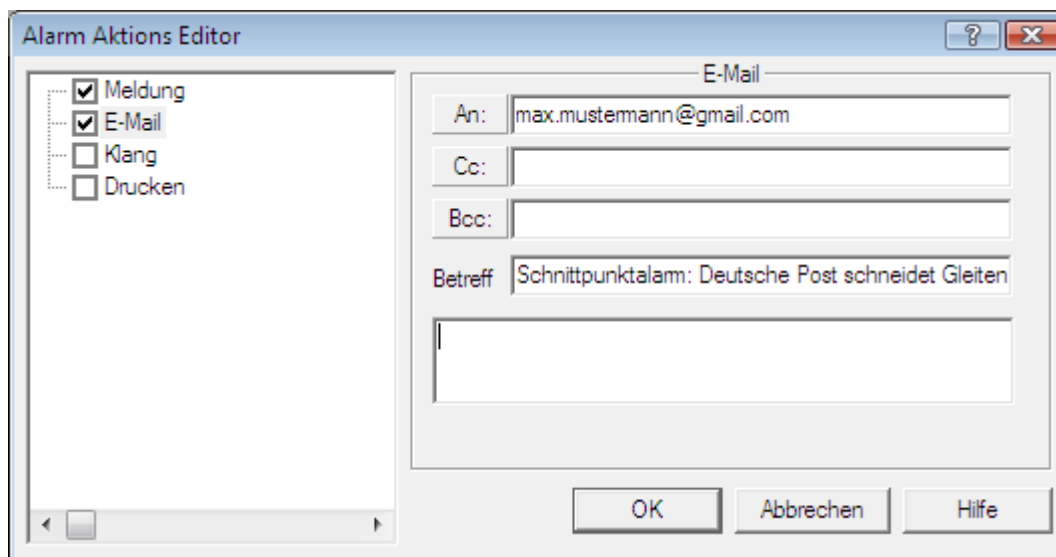 Alarm Aktions Editor
Meldung
E-Mail
Klang
Drucken
E-Mail
An: max.mustermann@gmail.com
Cc:
Bcc:
Betreff Schnittpunktalarm: Deutsche Post schneidet Gleiten
OK Abbrechen Hilfe